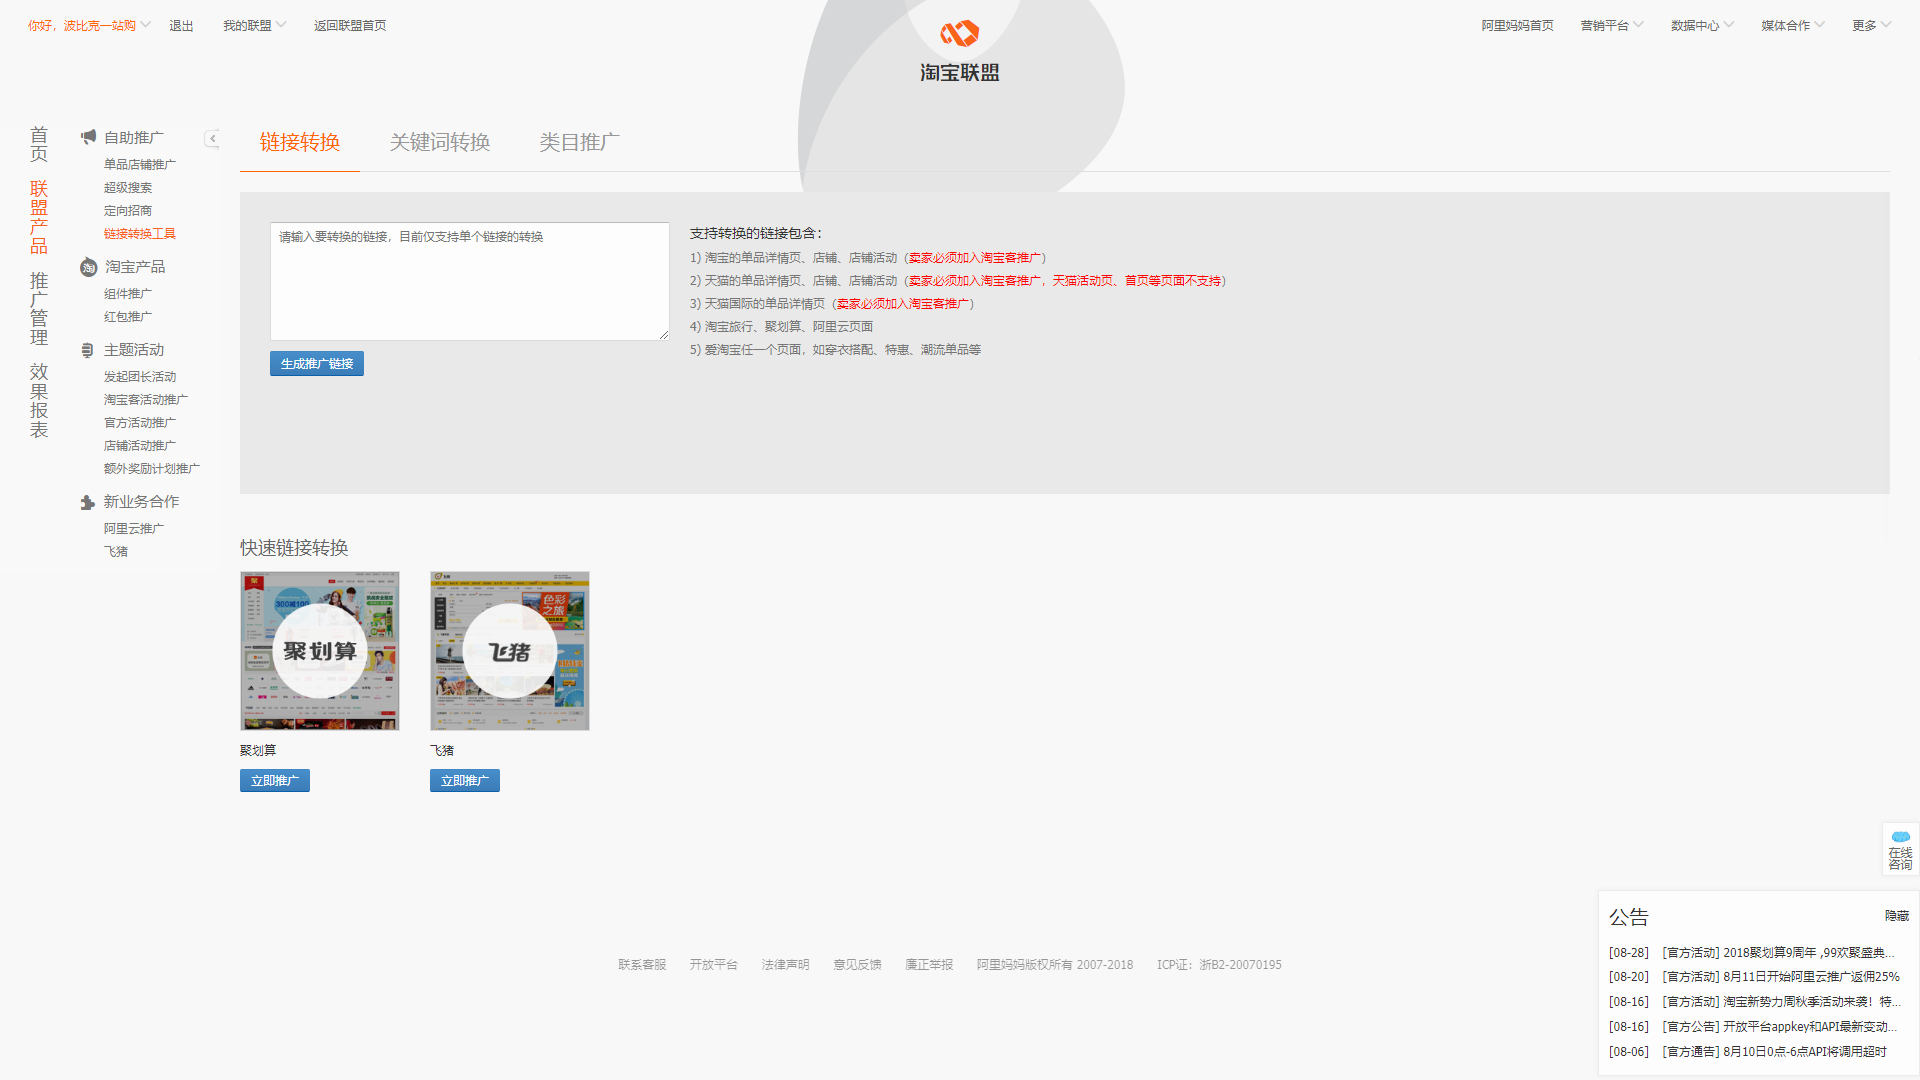 你好，波比克一站购 退出 我的联盟 返回联盟首页
阿里妈妈首页 营销平台 数据中心 媒体合作 更多
淘宝联盟
首页
联盟产品
推广管理
效果报表
自助推广
单品店铺推广
超级搜索
定向招商
链接转换工具
淘宝产品
组件推广
红包推广
主题活动
发起团长活动
淘宝客活动推广
官方活动推广
店铺活动推广
额外奖励计划推广
新业务合作
阿里云推广
飞猪
链接转换 关键词转换 类目推广
请输入要转换的链接，目前仅支持单个链接的转换
生成推广链接
支持转换的链接包含：
1) 淘宝的单品详情页、店铺、店铺活动（卖家必须加入淘宝客推广）
2) 天猫的单品详情页、店铺、店铺活动（卖家必须加入淘宝客推广，天猫活动页、首页等页面不支持）
3) 天猫国际的单品详情页（卖家必须加入淘宝客推广）
4) 淘宝旅行、聚划算、阿里云页面
5) 爱淘宝任一个页面，如穿衣搭配、特惠、潮流单品等
快速链接转换
300减100
聚划算
色彩之旅
飞猪
聚划算 飞猪
立即推广 立即推广
在线
咨询
公告 隐藏
[08-28] [官方活动] 2018聚划算9周年 ,99欢聚盛典...
[08-20] [官方活动] 8月11日开始阿里云推广返佣25%
[08-16] [官方活动] 淘宝新势力周秋季活动来袭！特...
[08-16] [官方公告] 开放平台appkey和API最新变动...
[08-06] [官方通告] 8月10日0点-6点API将调用超时
联系客服 开放平台 法律声明 意见反馈 廉正举报 阿里妈妈版权所有 2007-2018 ICP证：浙B2-20070195